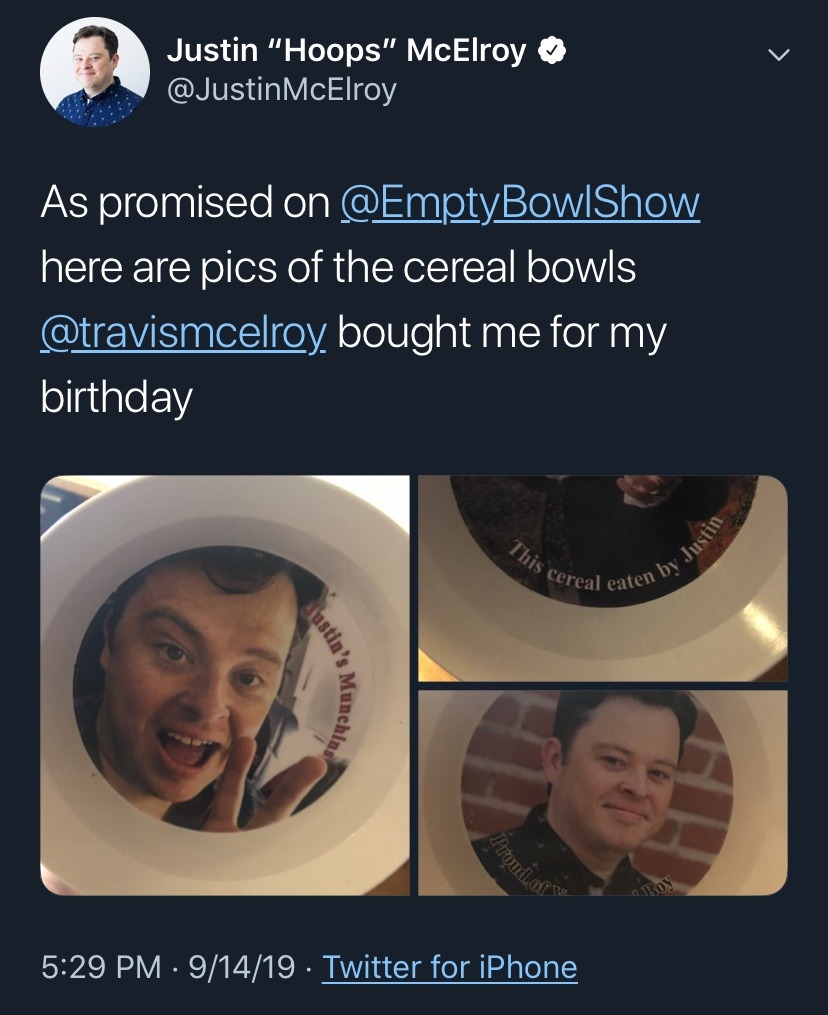 Justin “Hoops” McElroy
@JustinMcElroy
As promised on @EmptyBowlShow
here are pics of the cereal bowls
@travismcelroy bought me for my
birthday
Justin's Munchins
This cereal eaten by Justin
Proud of
Boy
5:29 PM · 9/14/19 · Twitter for iPhone